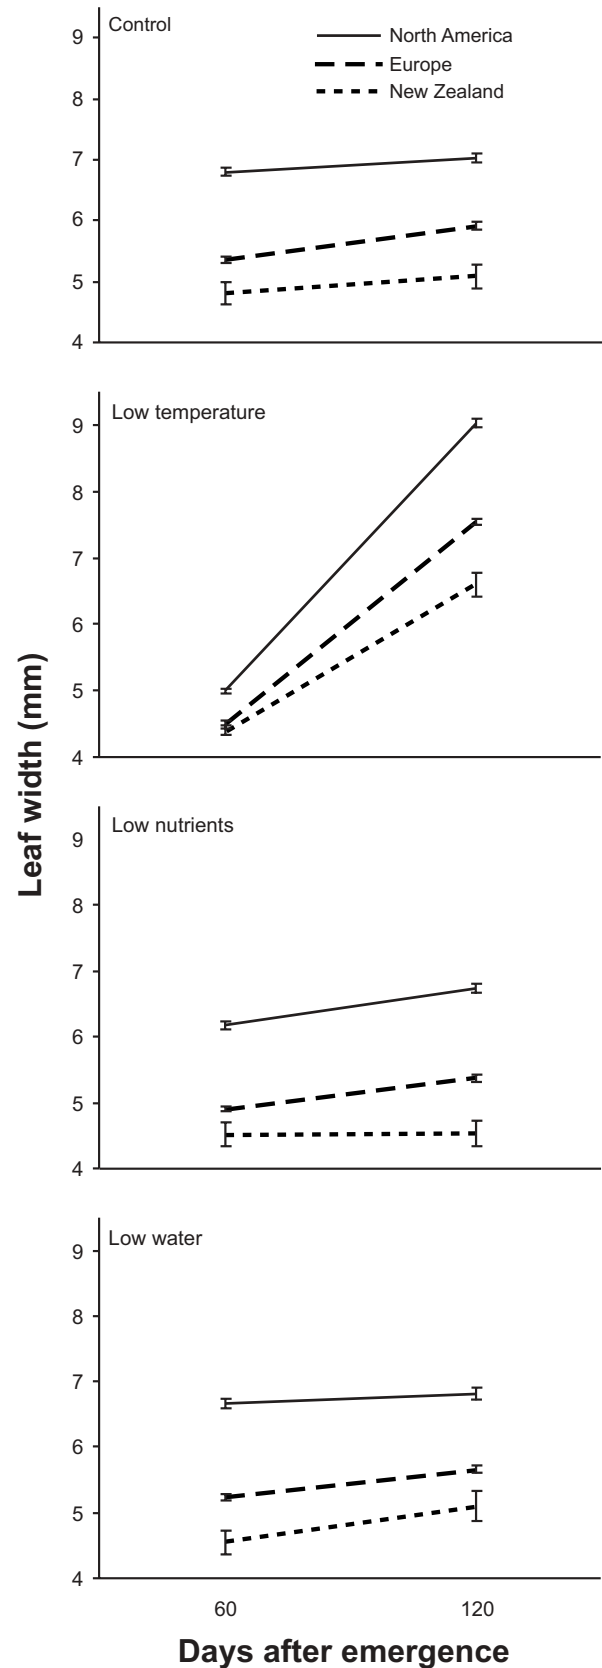 Control
North America
Europe
New Zealand
9
8
7
6
5
4
Low temperature
9
8
7
6
5
4
Low nutrients
9
8
7
6
5
4
Low water
9
8
7
6
5
4
60 120
Leaf width (mm)
Days after emergence